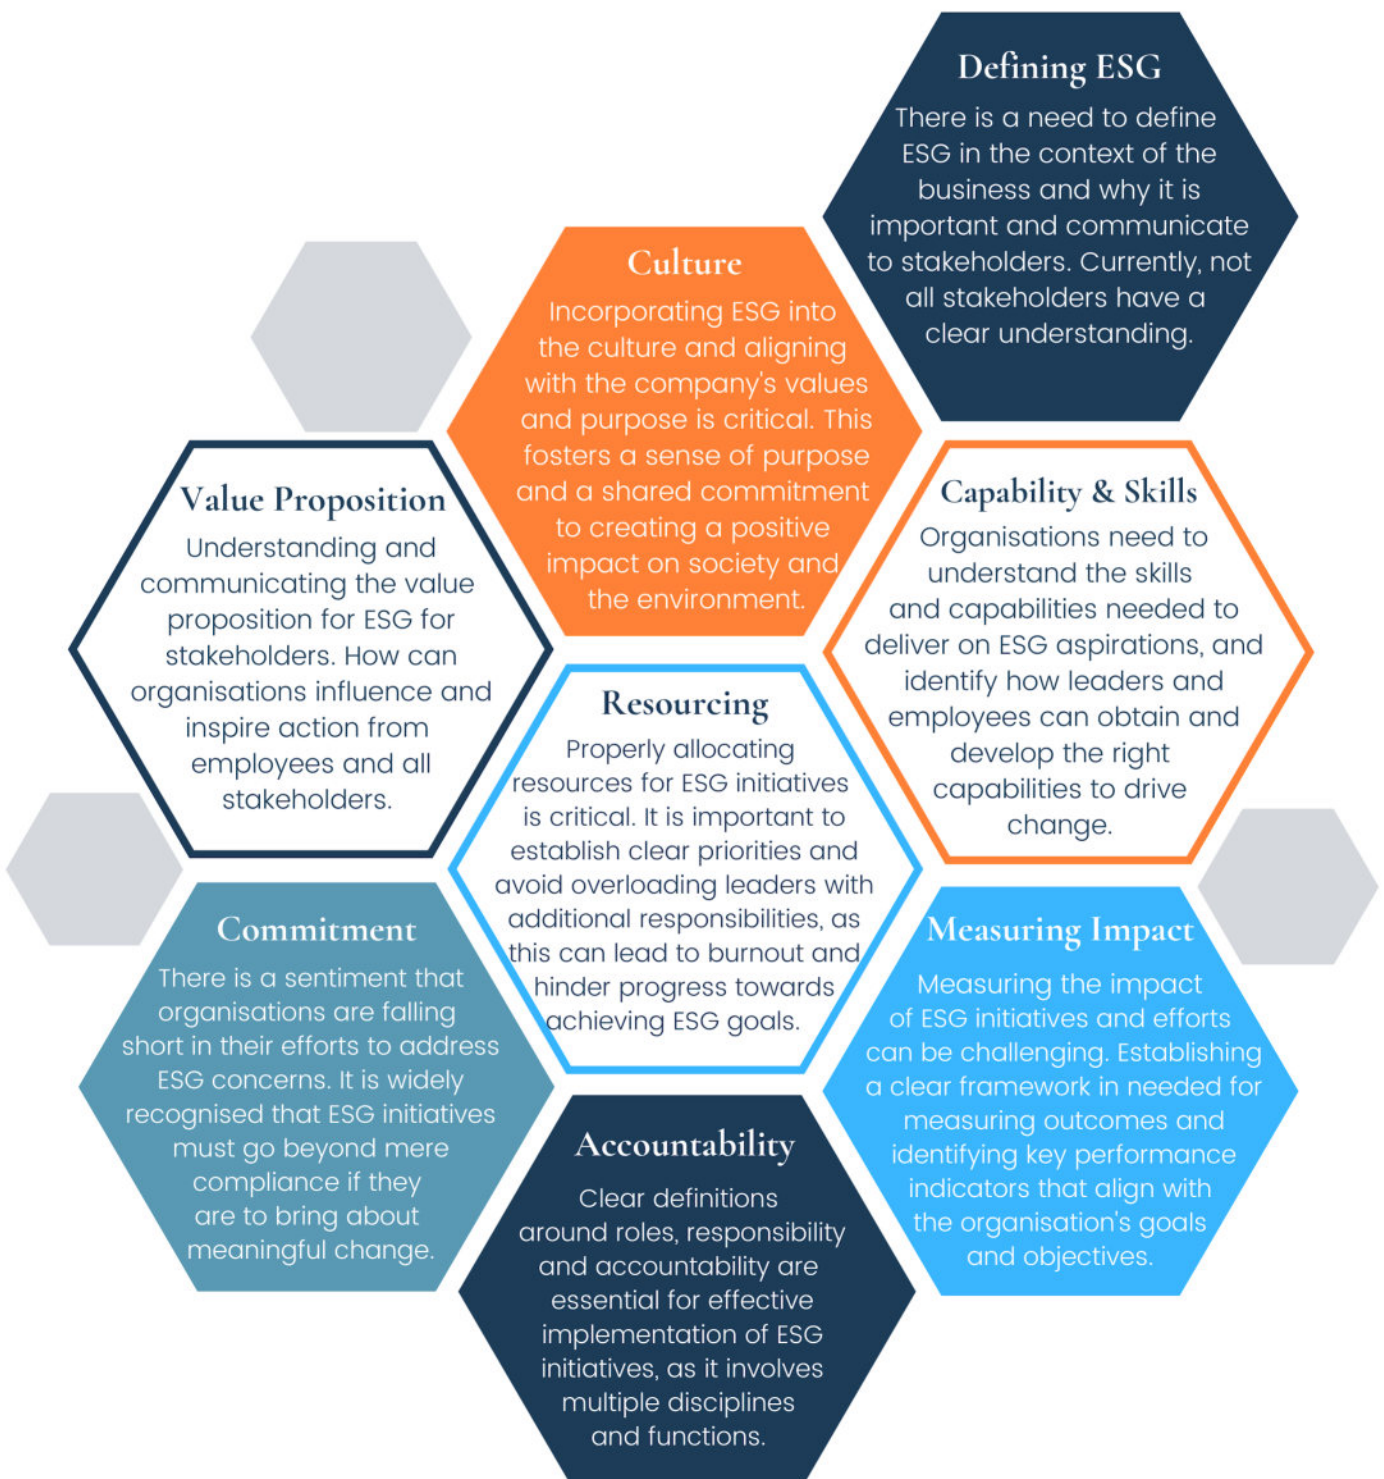 Defining ESG
There is a need to define
ESG in the context of the
business and why it is
important and communicate
to stakeholders. Currently, not
all stakeholders have a
clear understanding.
Culture
Incorporating ESG into
the culture and aligning
with the company's values
and purpose is critical. This
fosters a sense of purpose
and a shared commitment
to creating a positive
impact on society and
the environment.
Value Proposition
Understanding and
communicating the value
proposition for ESG for
stakeholders. How can
organisations influence and
inspire action from
employees and all
stakeholders.
Capability & Skills
Organisations need to
understand the skills
and capabilities needed to
deliver on ESG aspirations, and
identify how leaders and
employees can obtain and
develop the right
capabilities to drive
change.
Resourcing
Properly allocating
resources for ESG initiatives
is critical. It is important to
establish clear priorities and
avoid overloading leaders with
additional responsibilities, as
this can lead to burnout and
hinder progress towards
achieving ESG goals.
Commitment
There is a sentiment that
organisations are falling
short in their efforts to address
ESG concerns. It is widely
recognised that ESG initiatives
must go beyond mere
compliance if they
are to bring about
meaningful change.
Measuring Impact
Measuring the impact
of ESG initiatives and efforts
can be challenging. Establishing
a clear framework in needed for
measuring outcomes and
identifying key performance
indicators that align with
the organisation's goals
and objectives.
Accountability
Clear definitions
around roles, responsibility
and accountability are
essential for effective
implementation of ESG
initiatives, as it involves
multiple disciplines
and functions.